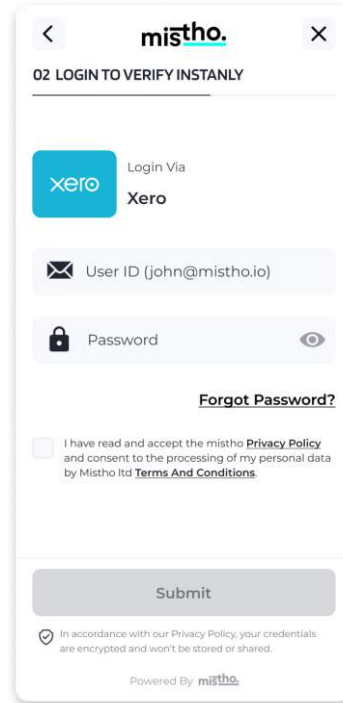 mistho.
02 LOGIN TO VERIFY INSTANLY
xero
Login Via
Xero
User ID (john@mistho.io)
Password
Forgot Password?
I have read and accept the mistho Privacy Policy
and consent to the processing of my personal data
by Mistho ltd Terms And Conditions.
Submit
In accordance with our Privacy Policy, your credentials
are encrypted and won't be stored or shared.
Powered By mistho.